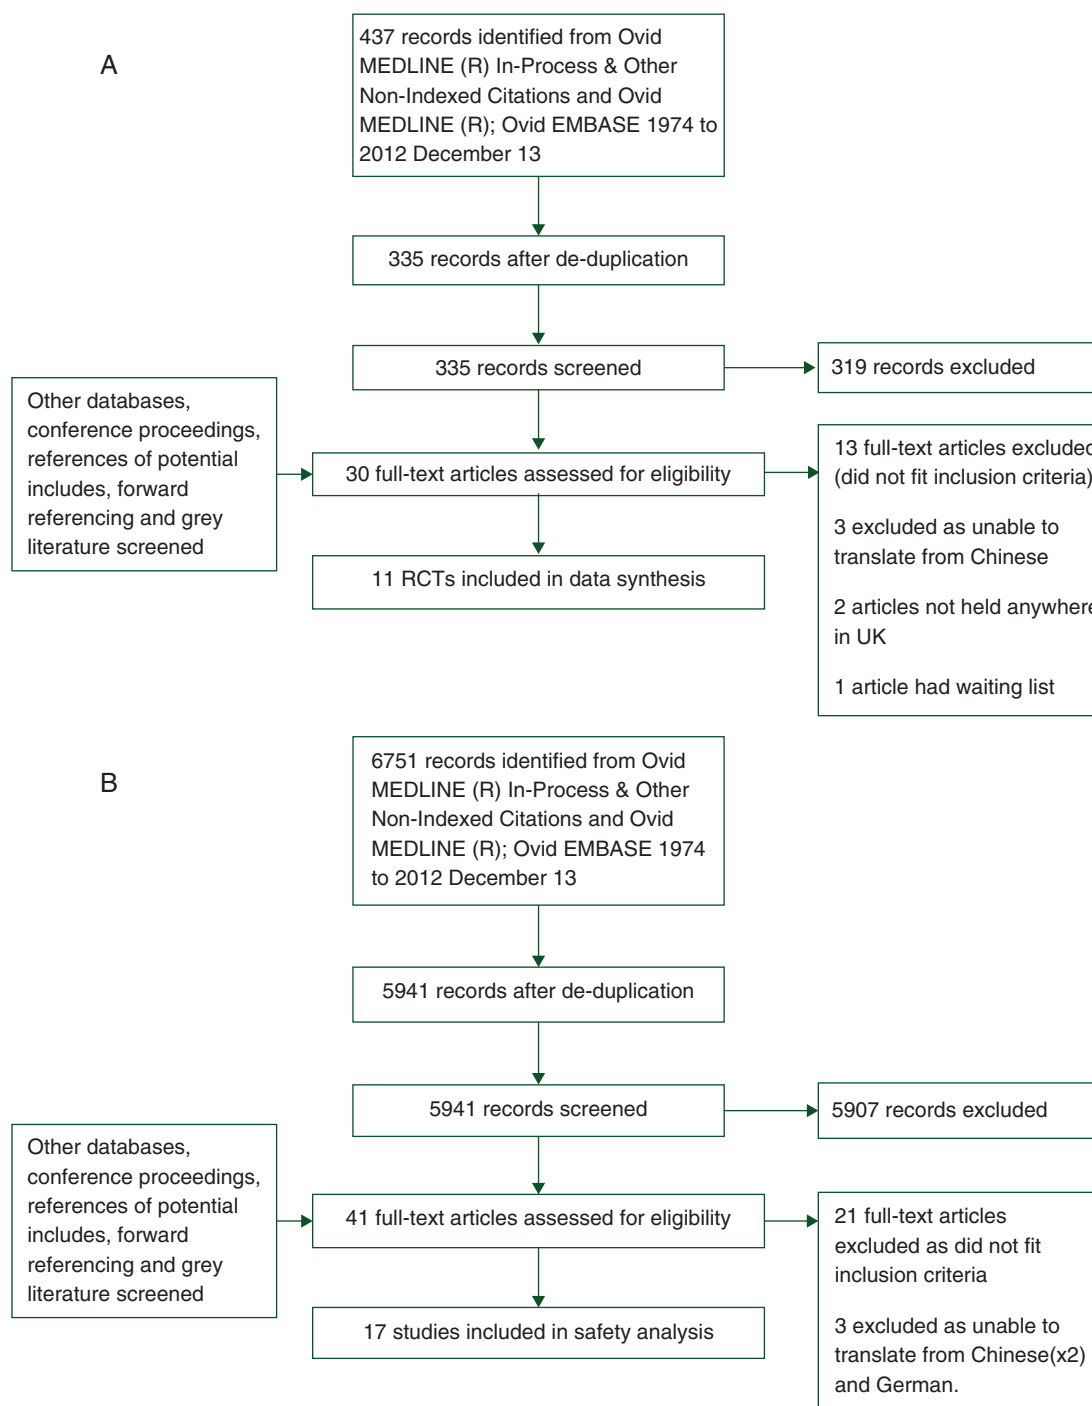 A
437 records identified from Ovid
MEDLINE (R) In-Process & Other
Non-Indexed Citations and Ovid
MEDLINE (R); Ovid EMBASE 1974 to
2012 December 13
335 records after de-duplication
335 records screened
319 records excluded
Other databases,
conference proceedings,
references of potential
includes, forward
referencing and grey
literature screened
30 full-text articles assessed for eligibility
13 full-text articles excluded
(did not fit inclusion criteria)
3 excluded as unable to
translate from Chinese
2 articles not held anywhere
in UK
1 article had waiting list
11 RCTs included in data synthesis
B
6751 records identified from Ovid
MEDLINE (R) In-Process & Other
Non-Indexed Citations and Ovid
MEDLINE (R); Ovid EMBASE 1974
to 2012 December 13
5941 records after de-duplication
5941 records screened
5907 records excluded
Other databases,
conference proceedings,
references of potential
includes, forward
referencing and grey
literature screened
41 full-text articles assessed for eligibility
21 full-text articles
excluded as did not fit
inclusion criteria
3 excluded as unable to
translate from Chinese(x2)
and German.
17 studies included in safety analysis